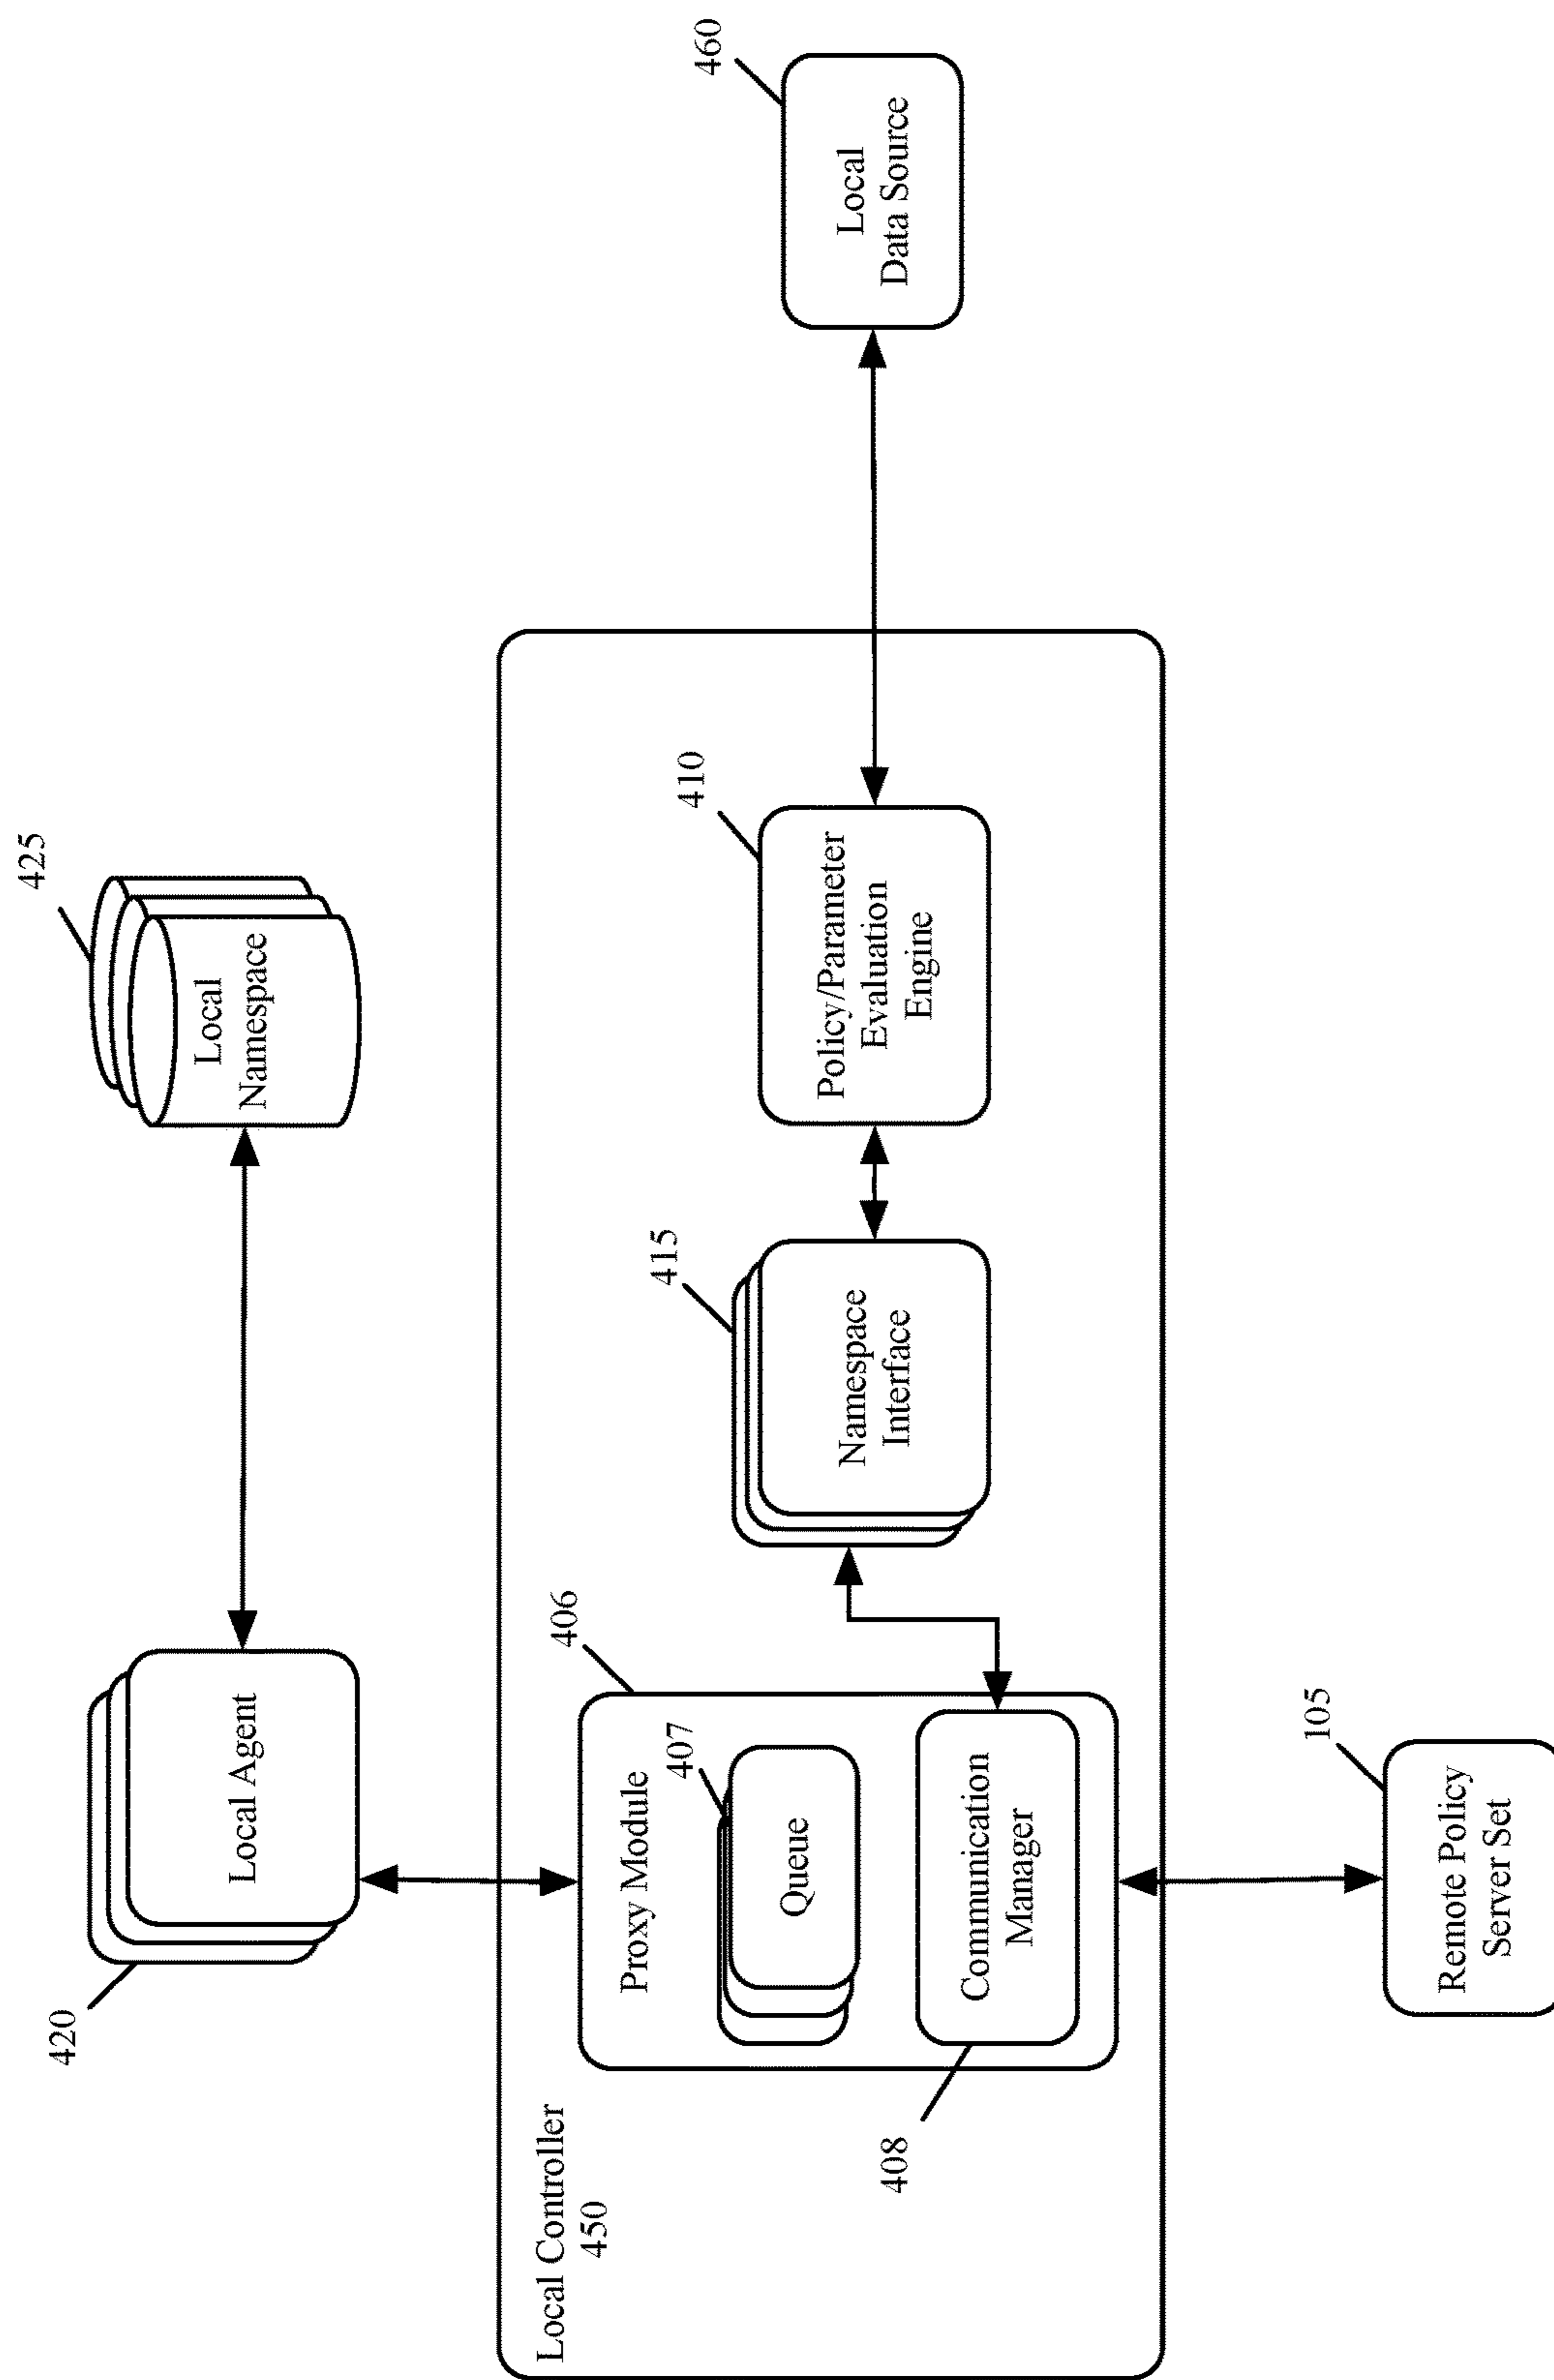 420
Local Agent
425
Local
Namespace
Local Controller
450
406
Proxy Module
407
Queue
408
Communication
Manager
415
Namespace
Interface
410
Policy/Parameter
Evaluation
Engine
460
Local
Data Source
105
Remote Policy
Server Set